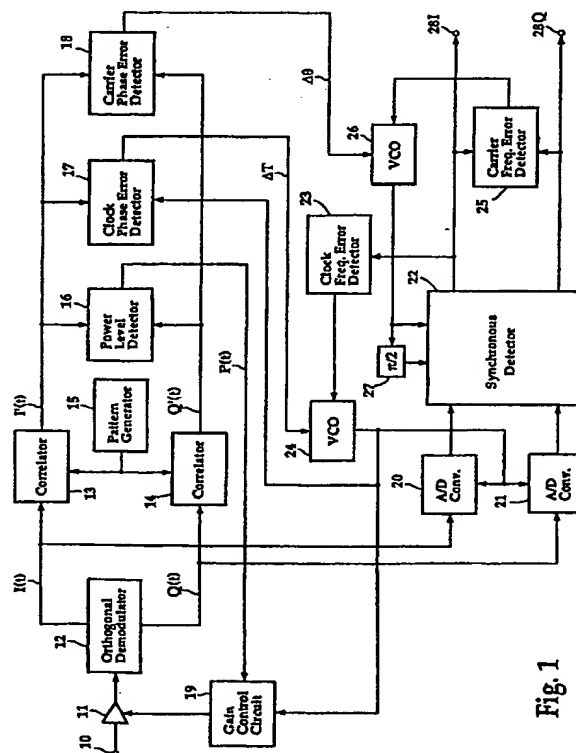 10
11
12
Orthogonal
Demodulator
I(t)
Q(t)
19
Gain
Control
Circuit
Correlator
13
Correlator
14
15
Pattern
Generator
I'(t)
Q'(t)
16
Power
Level
Detector
P(t)
17
Clock
Phase Error
Detector
ΔT
18
Carrier
Phase Error
Detector
Δθ
20
A/D
Conv.
21
A/D
Conv.
VCO
24
23
Clock
Freq. Error
Detector
26
VCO
π/2
27
22
Synchronous
Detector
Carrier
Freq. Error
Detector
25
28I
28Q
Fig. 1